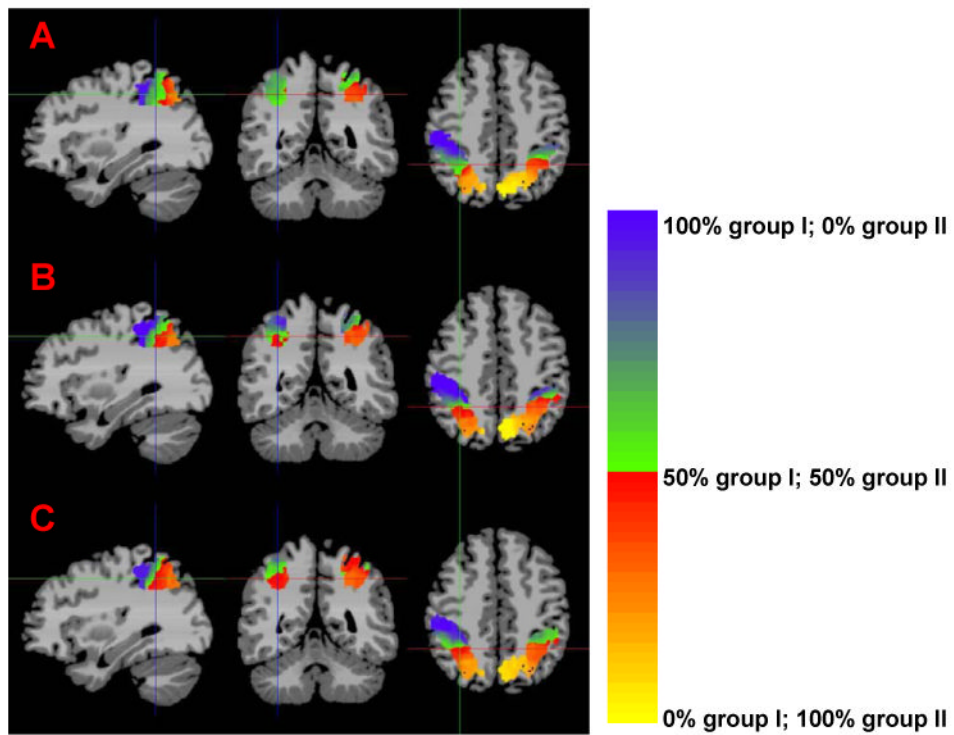 A
B
C
100% group I; 0% group II
50% group I; 50% group II
0% group I; 100% group II